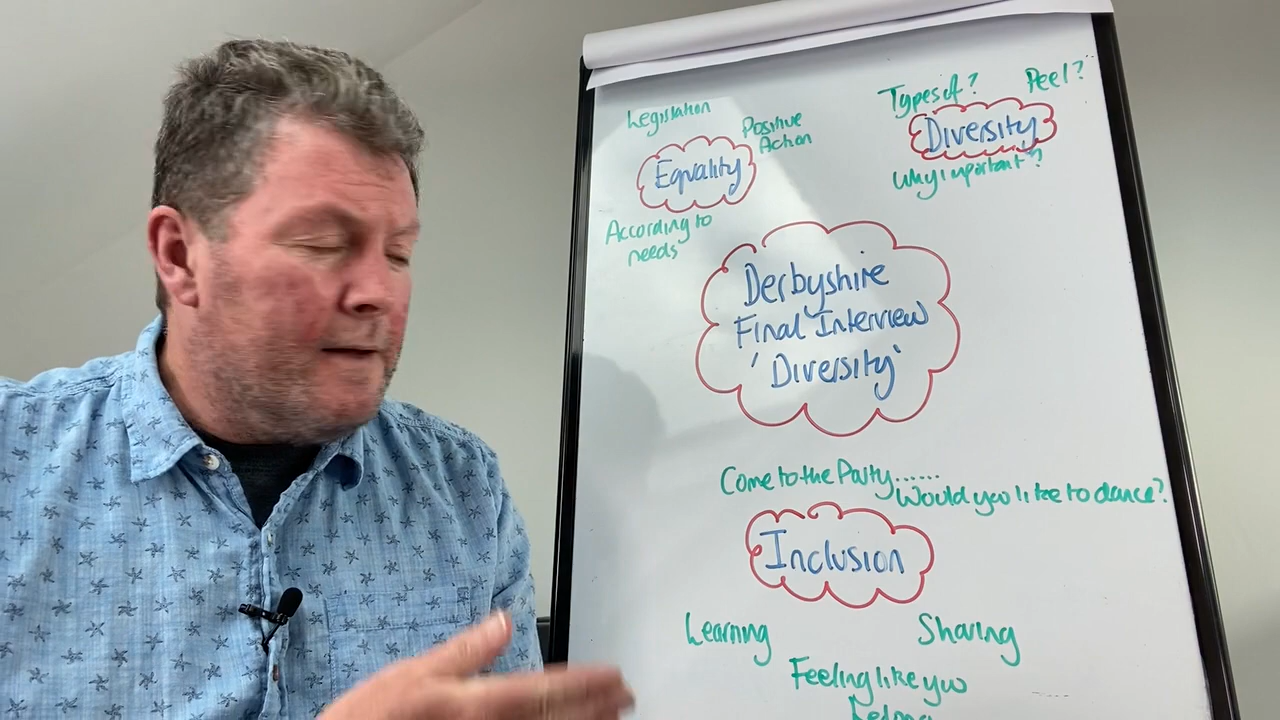 Legislation
Positive
Action
Equality
According to
needs
Types of?
Peel?
Diversity
Why Important?
Derbyshire
Final Interview
'Diversity'
Come to the Party......
Would you like to dance?
Inclusion
Learning
Sharing
Feeling like you